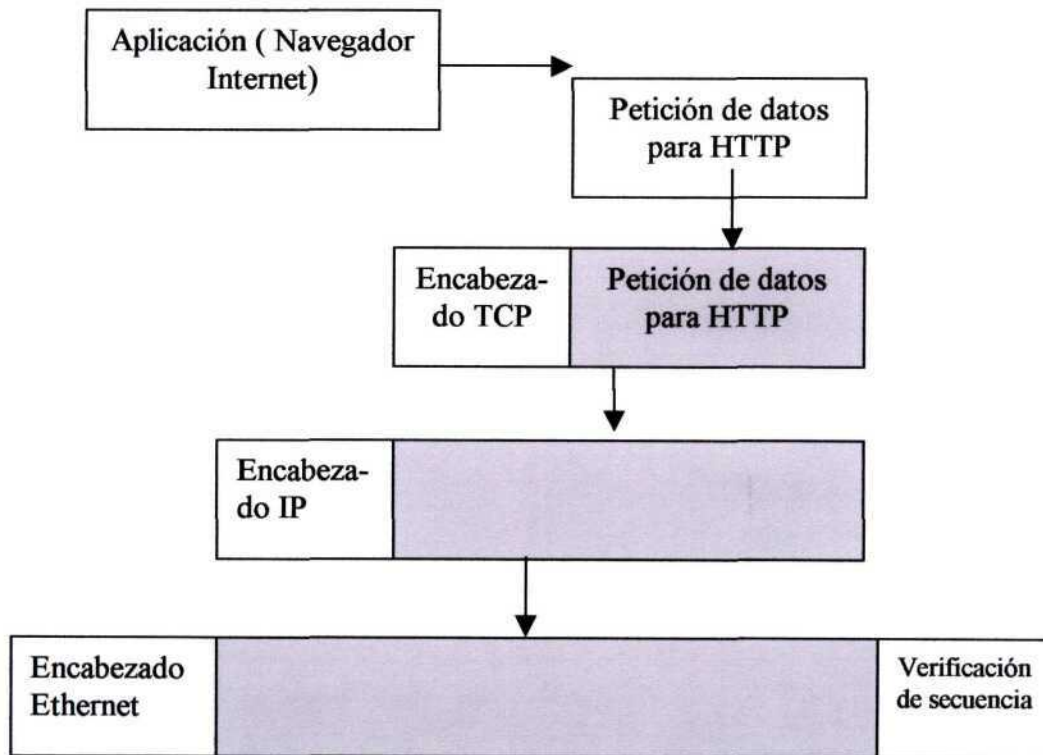 Aplicación ( Navegador
Internet)
Petición de datos
para HTTP
Encabeza-
do TCP
Petición de datos
para HTTP
Encabeza-
do IP
Encabezado
Ethernet
Verificación
de secuencia